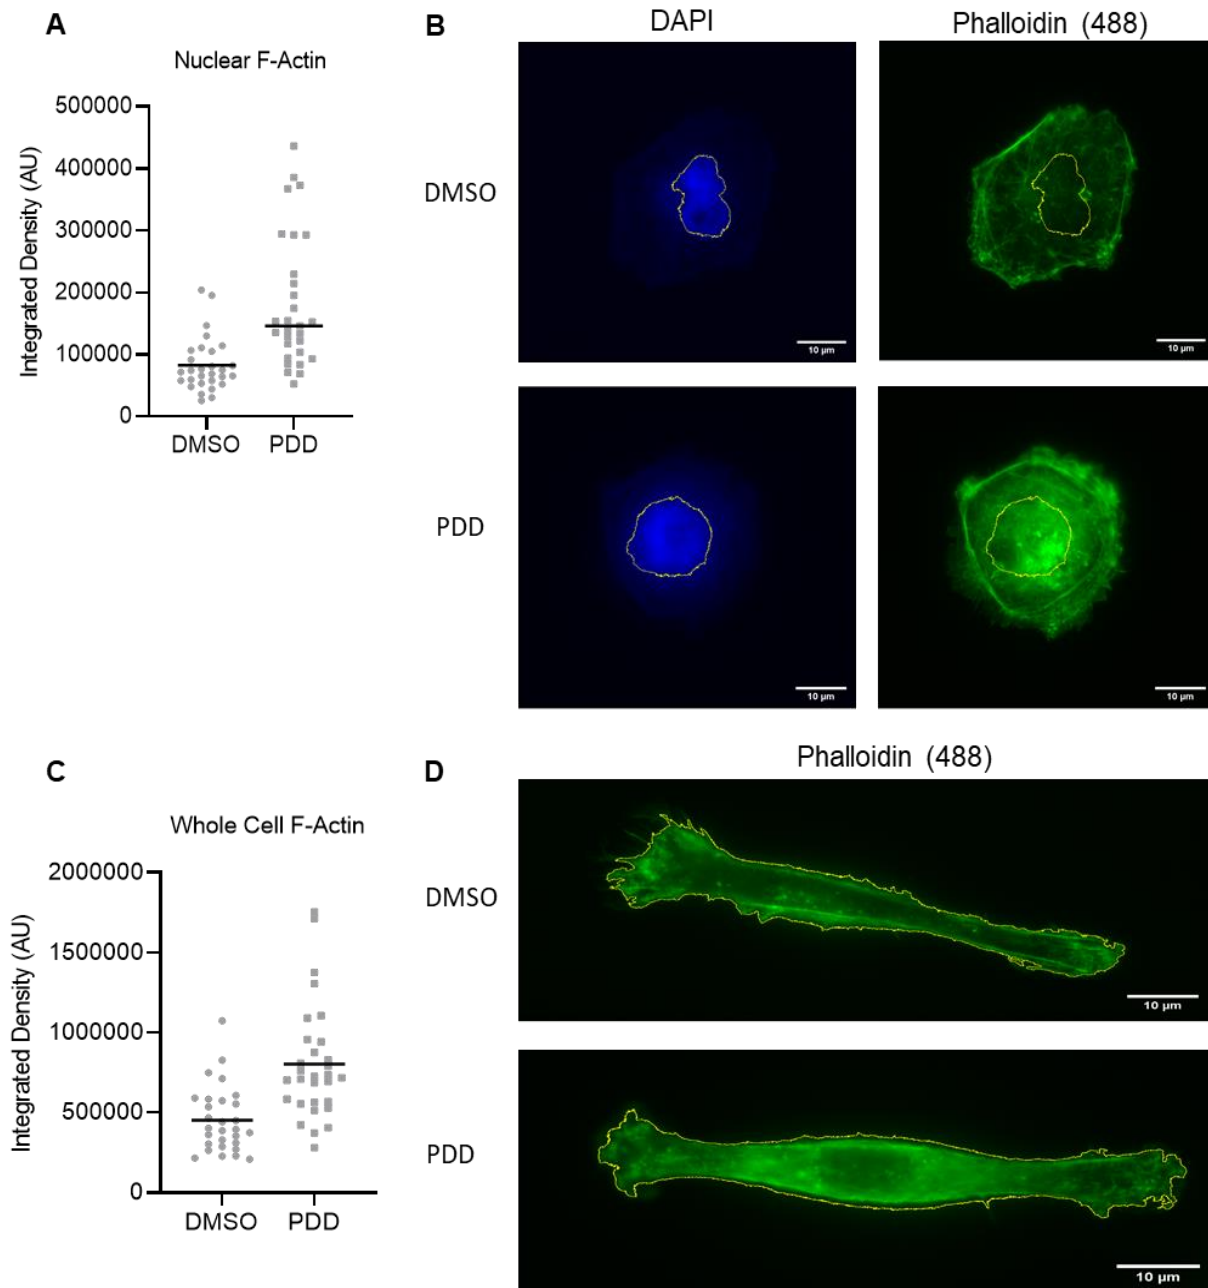 A
Nuclear F-Actin
Integrated Density (AU)
500000
400000
300000
200000
100000
0
DMSO PDD
B
DAPI Phalloidin (488)
DMSO
10 µm 10 µm
PDD
10 µm 10 µm
C
Whole Cell F-Actin
Integrated Density (AU)
2000000
1500000
1000000
500000
0
DMSO PDD
D
Phalloidin (488)
DMSO
10 µm
PDD
10 µm